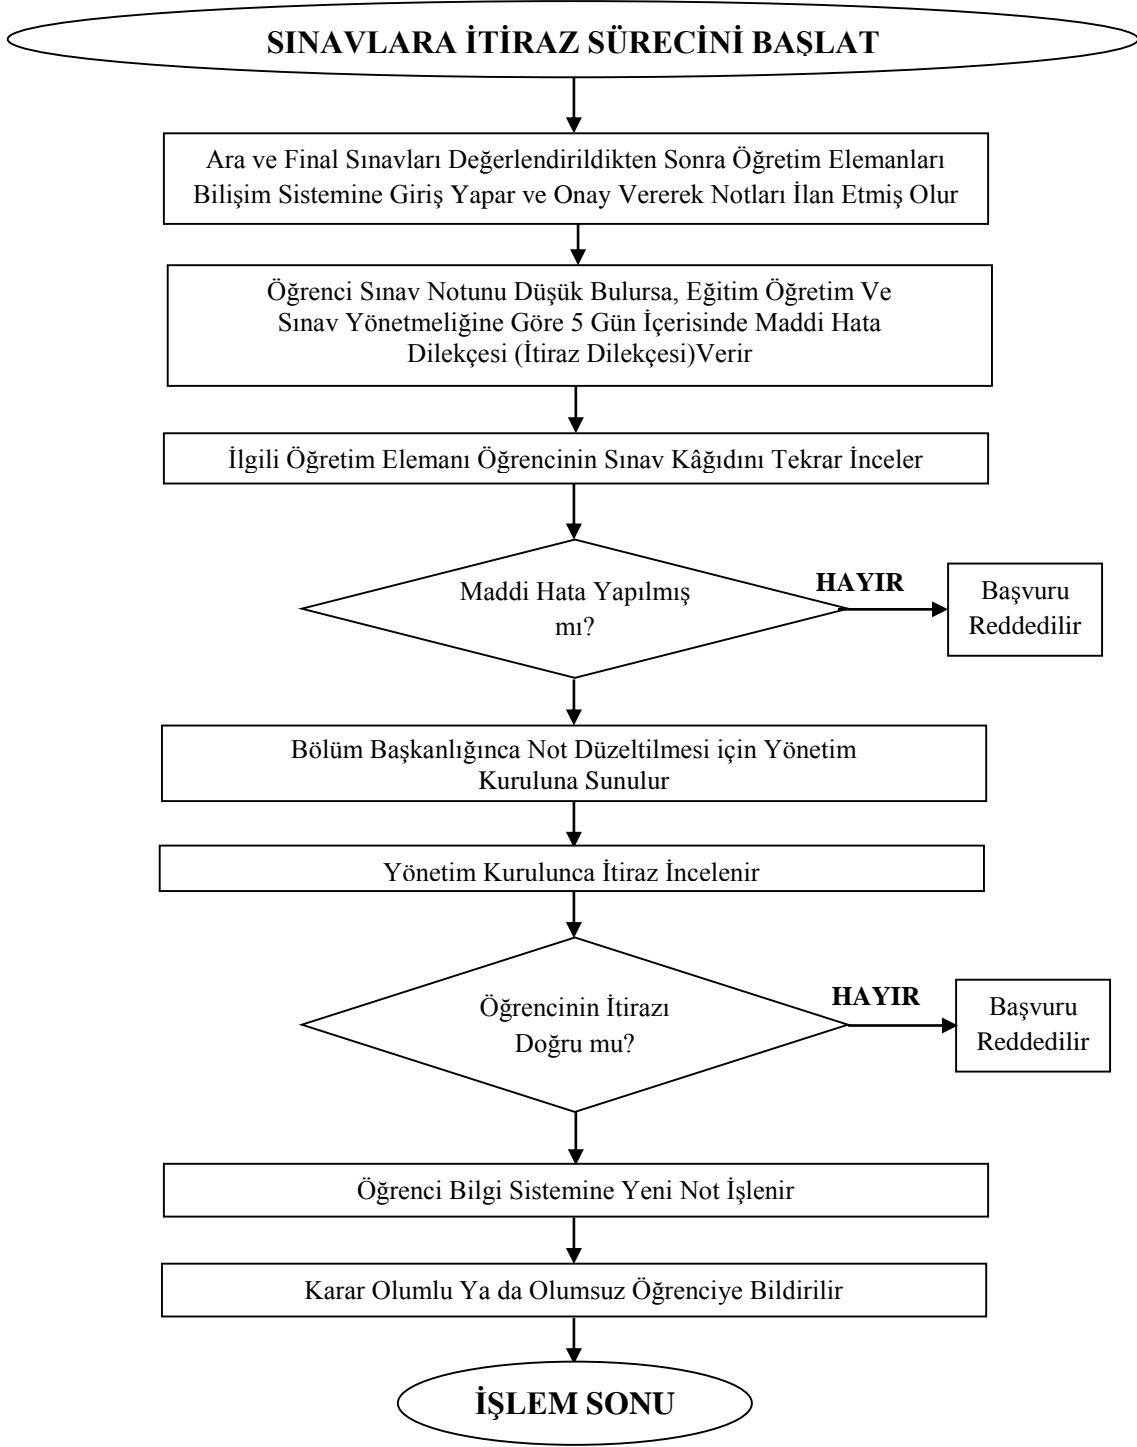 SINAVLARA İTİRAZ SÜRECİNİ BAŞLAT
Ara ve Final Sınavları Değerlendirildikten Sonra Öğretim Elemanları
Bilişim Sistemine Giriş Yapar ve Onay Vererek Notları İlan Etmiş Olur
Öğrenci Sınav Notunu Düşük Bulursa, Eğitim Öğretim Ve
Sınav Yönetmeliğine Göre 5 Gün İçerisinde Maddi Hata
Dilekçesi (İtiraz Dilekçesi)Verir
İlgili Öğretim Elemanı Öğrencinin Sınav Kâğıdını Tekrar İnceler
Maddi Hata Yapılmış
mı?
HAYIR
Başvuru
Reddedilir
Bölüm Başkanlığınca Not Düzeltilmesi için Yönetim
Kuruluna Sunulur
Yönetim Kurulunca İtiraz İncelenir
Öğrencinin İtirazı
Doğru mu?
HAYIR
Başvuru
Reddedilir
Öğrenci Bilgi Sistemine Yeni Not İşlenir
Karar Olumlu Ya da Olumsuz Öğrenciye Bildirilir
İŞLEM SONU